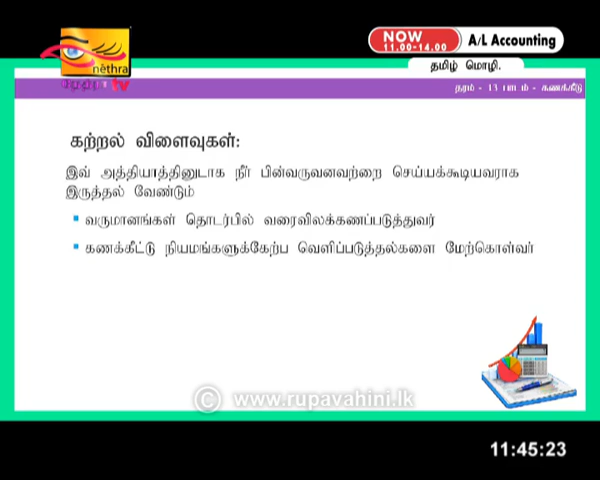 NOW
11.00-14.00
A/L Accounting
தமிழ் மொழி.
nēthra
tv
தரம் - 13 பாடம் - கணக்கீடு
கற்றல் விளைவுகள்:
இவ் அத்தியாத்தினுடாக நீர் பின்வருவனவற்றை செய்யக்கூடியவராக
இருத்தல் வேண்டும்
வருமானங்கள் தொடர்பில் வரைவிலக்கணப்படுத்துவர்
கணக்கீட்டு நியமங்களுக்கேற்ப வெளிப்படுத்தல்களை மேற்கொள்வர்
© www.rupavahini.lk
11:45:23